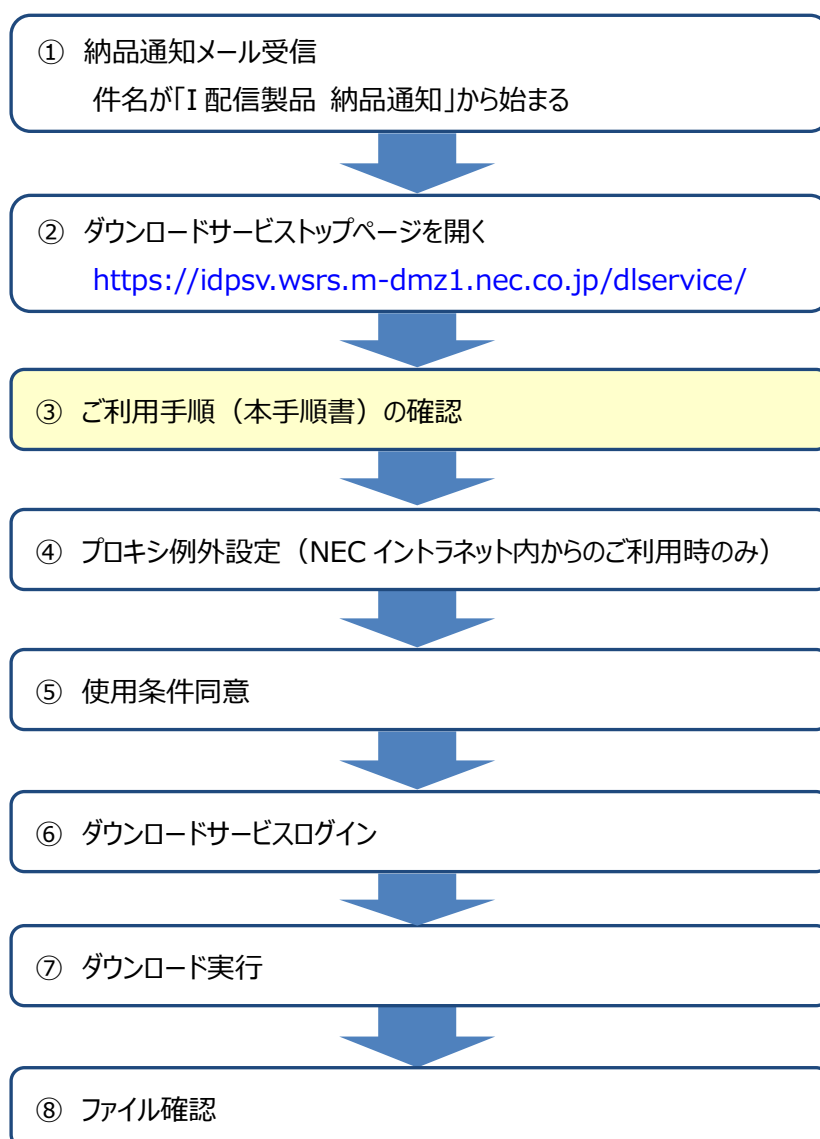 ① 納品通知メール受信
件名が「I 配信製品 納品通知」から始まる
② ダウンロードサービストップページを開く
https://idpsv.wsrs.m-dmz1.nec.co.jp/dlservice/
③ ご利用手順（本手順書）の確認
④ プロキシ例外設定（NEC イントラネット内からのご利用時のみ）
⑤ 使用条件同意
⑥ ダウンロードサービスログイン
⑦ ダウンロード実行
⑧ ファイル確認